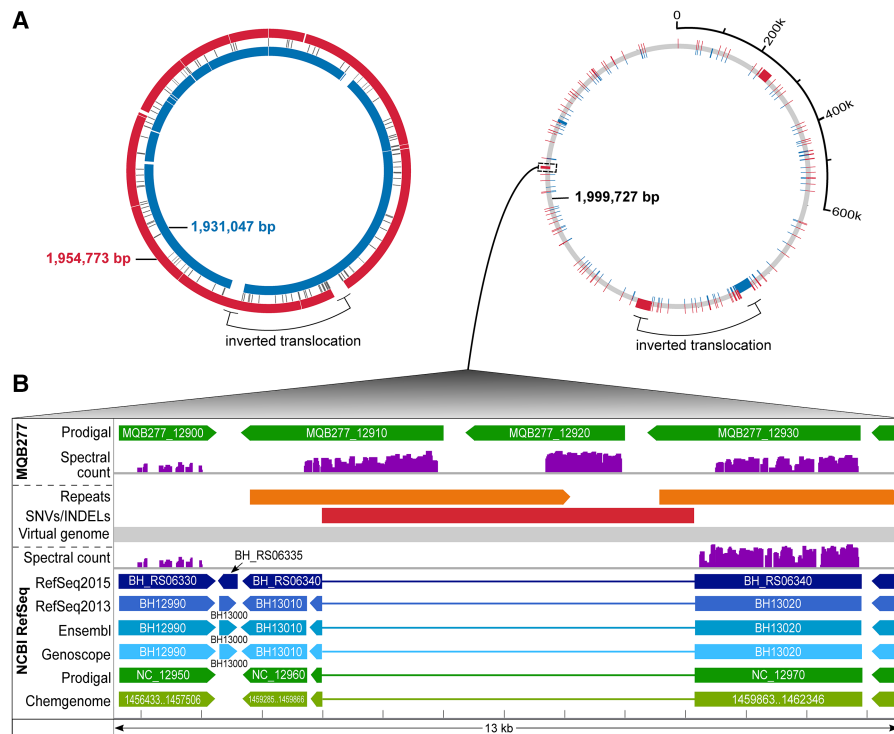 A
1,931,047 bp
1,954,773 bp
inverted translocation
0
200k
400k
600k
1,999,727 bp
inverted translocation
B
MQB277
Prodigal
MQB277_12900
MQB277_12910
MQB277_12920
MQB277_12930
Spectral count
Repeats
SNVs/INDELs
Virtual genome
NCBI RefSeq
Spectral count
BH_RS06335
RefSeq2015
BH_RS06330
BH_RS06340
BH_RS06340
RefSeq2013
BH12990
BH13000
BH13010
BH13020
Ensembl
BH12990
BH13000
BH13010
BH13020
Genoscope
BH12990
BH13000
BH13010
BH13020
Prodigal
NC_12950
NC_12960
NC_12970
Chemgenome
1456433..1457506
1459285..1459866
1459863..1462346
13 kb